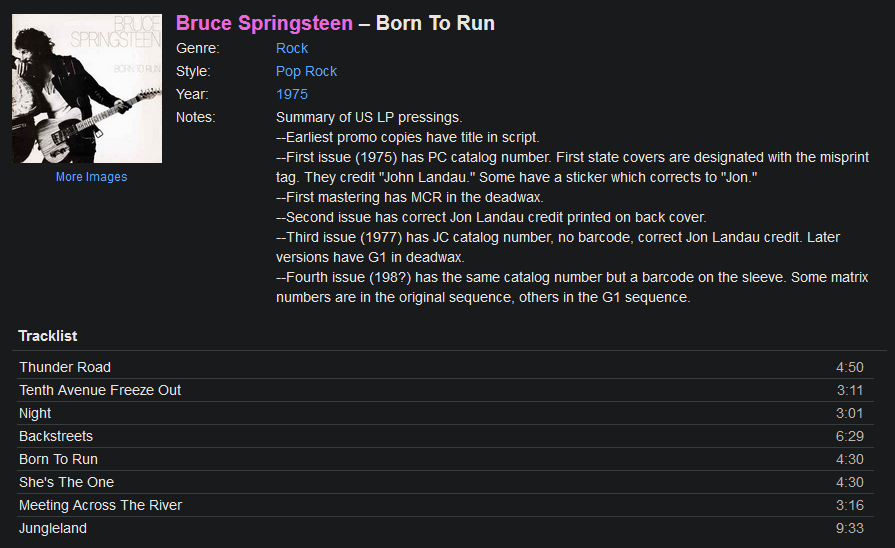 BRUCE
SPRINGSTEEN
BORN TO RUN
More Images
Bruce Springsteen – Born To Run
Genre: Rock
Style: Pop Rock
Year: 1975
Notes: Summary of US LP pressings.
--Earliest promo copies have title in script.
--First issue (1975) has PC catalog number. First state covers are designated with the misprint
tag. They credit "John Landau." Some have a sticker which corrects to "Jon."
--First mastering has MCR in the deadwax.
--Second issue has correct Jon Landau credit printed on back cover.
--Third issue (1977) has JC catalog number, no barcode, correct Jon Landau credit. Later
versions have G1 in deadwax.
--Fourth issue (198?) has the same catalog number but a barcode on the sleeve. Some matrix
numbers are in the original sequence, others in the G1 sequence.
Tracklist
Thunder Road 4:50
Tenth Avenue Freeze Out 3:11
Night 3:01
Backstreets 6:29
Born To Run 4:30
She's The One 4:30
Meeting Across The River 3:16
Jungleland 9:33